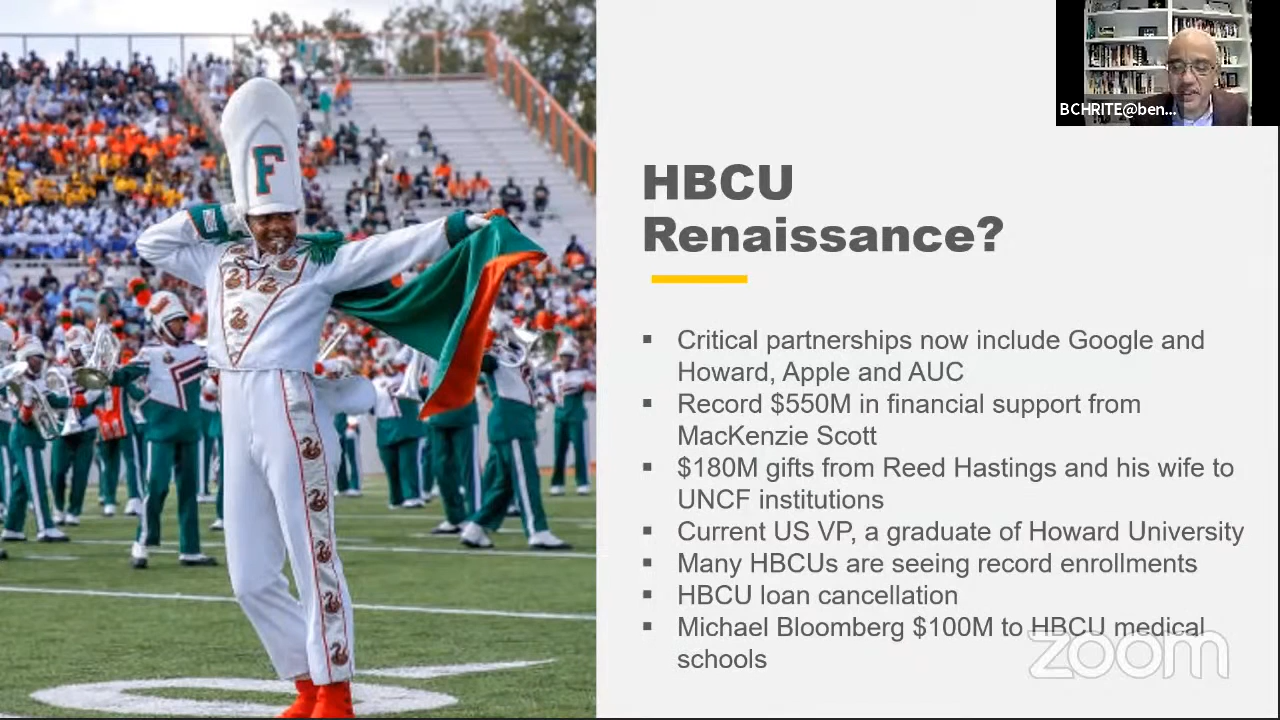 BCHRITE@ben...
F
HBCU
Renaissance?
▪ Critical partnerships now include Google and
Howard, Apple and AUC
▪ Record $550M in financial support from
MacKenzie Scott
▪ $180M gifts from Reed Hastings and his wife to
UNCF institutions
▪ Current US VP, a graduate of Howard University
▪ Many HBCUs are seeing record enrollments
▪ HBCU loan cancellation
▪ Michael Bloomberg $100M to HBCU medical
schools
zoom